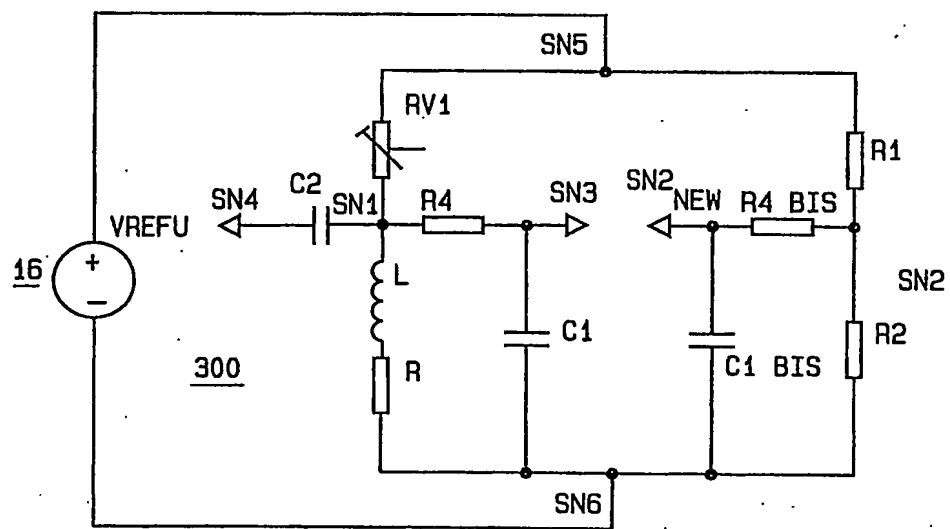 SN5
RV1
R1
C2
SN4
SN1
R4
SN3
SN2
NEW
R4 BIS
VREFU
+
16
−
L
SN2
C1
C1 BIS
R2
300
R
SN6